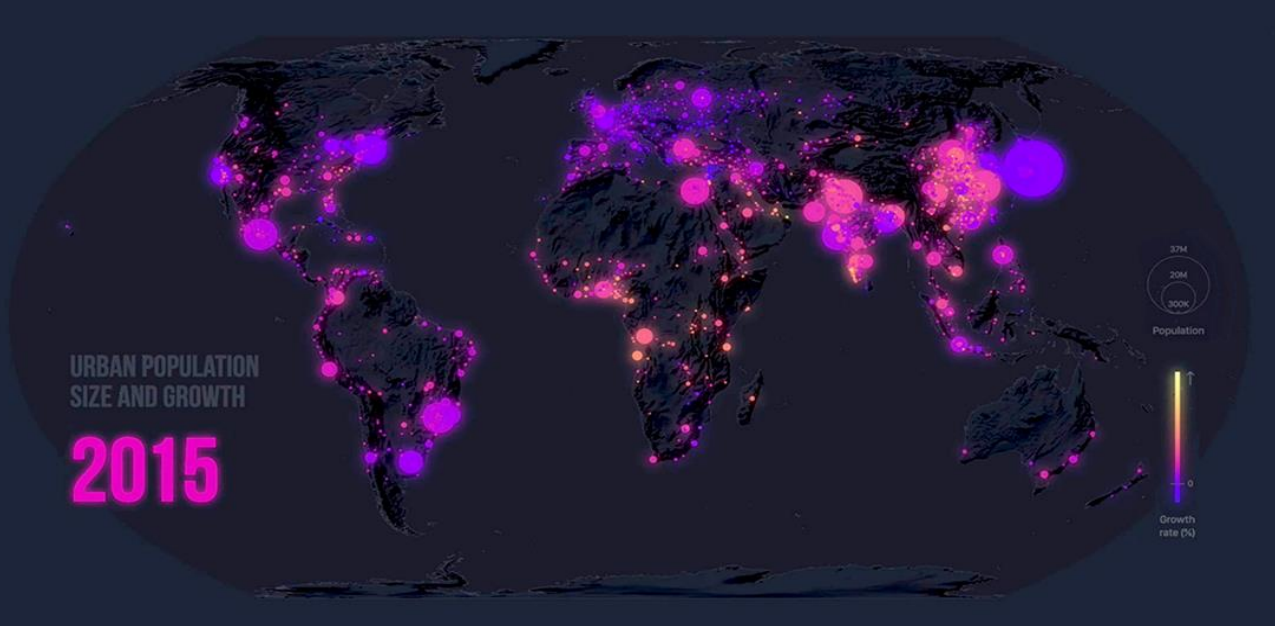 URBAN POPULATION
SIZE AND GROWTH
2015
37M
20M
300K
Population
0
Growth
rate (%)